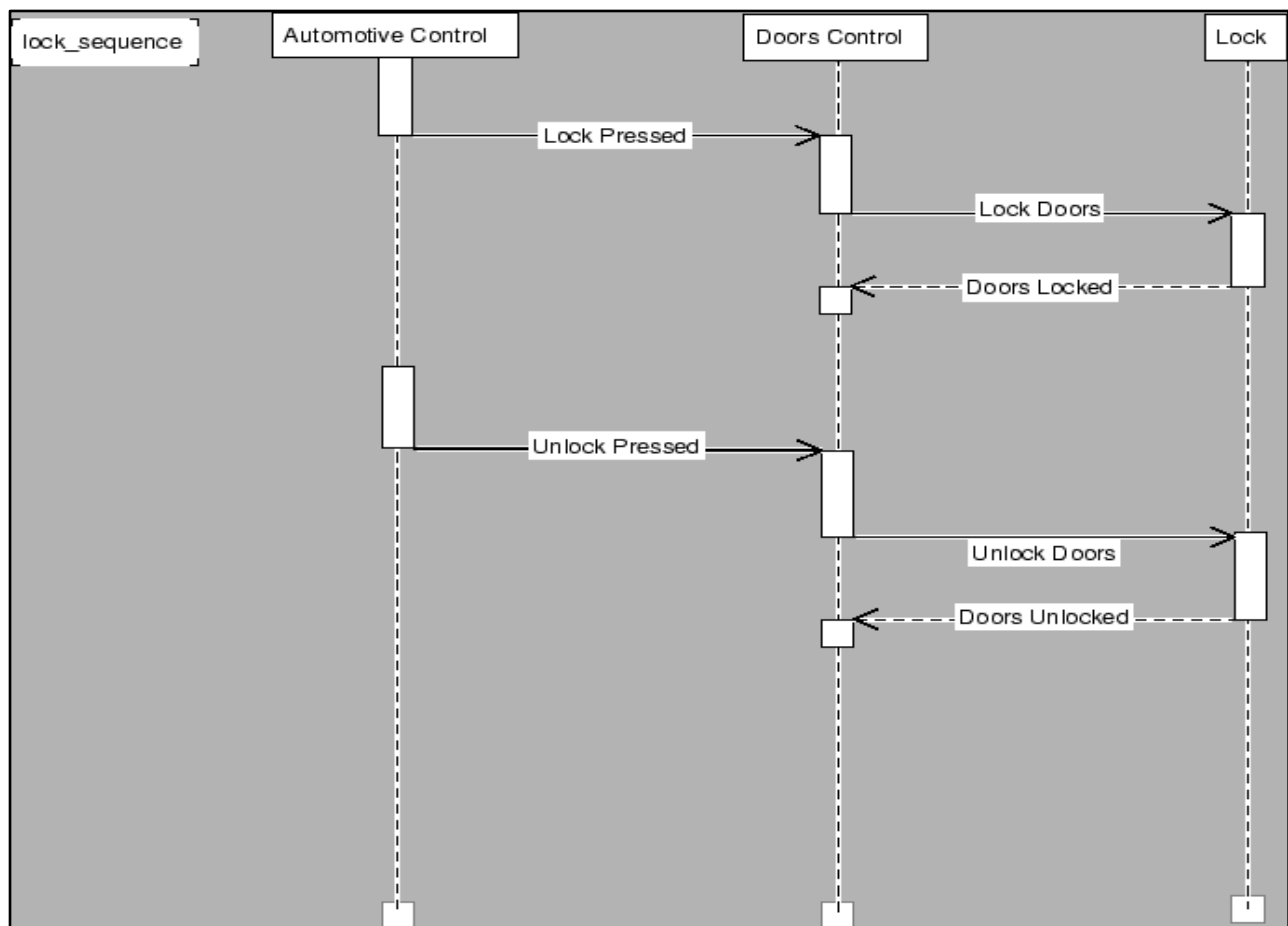 lock_sequence
Automotive Control
Doors Control
Lock
Lock Pressed
Lock Doors
Doors Locked
Unlock Pressed
Unlock Doors
Doors Unlocked